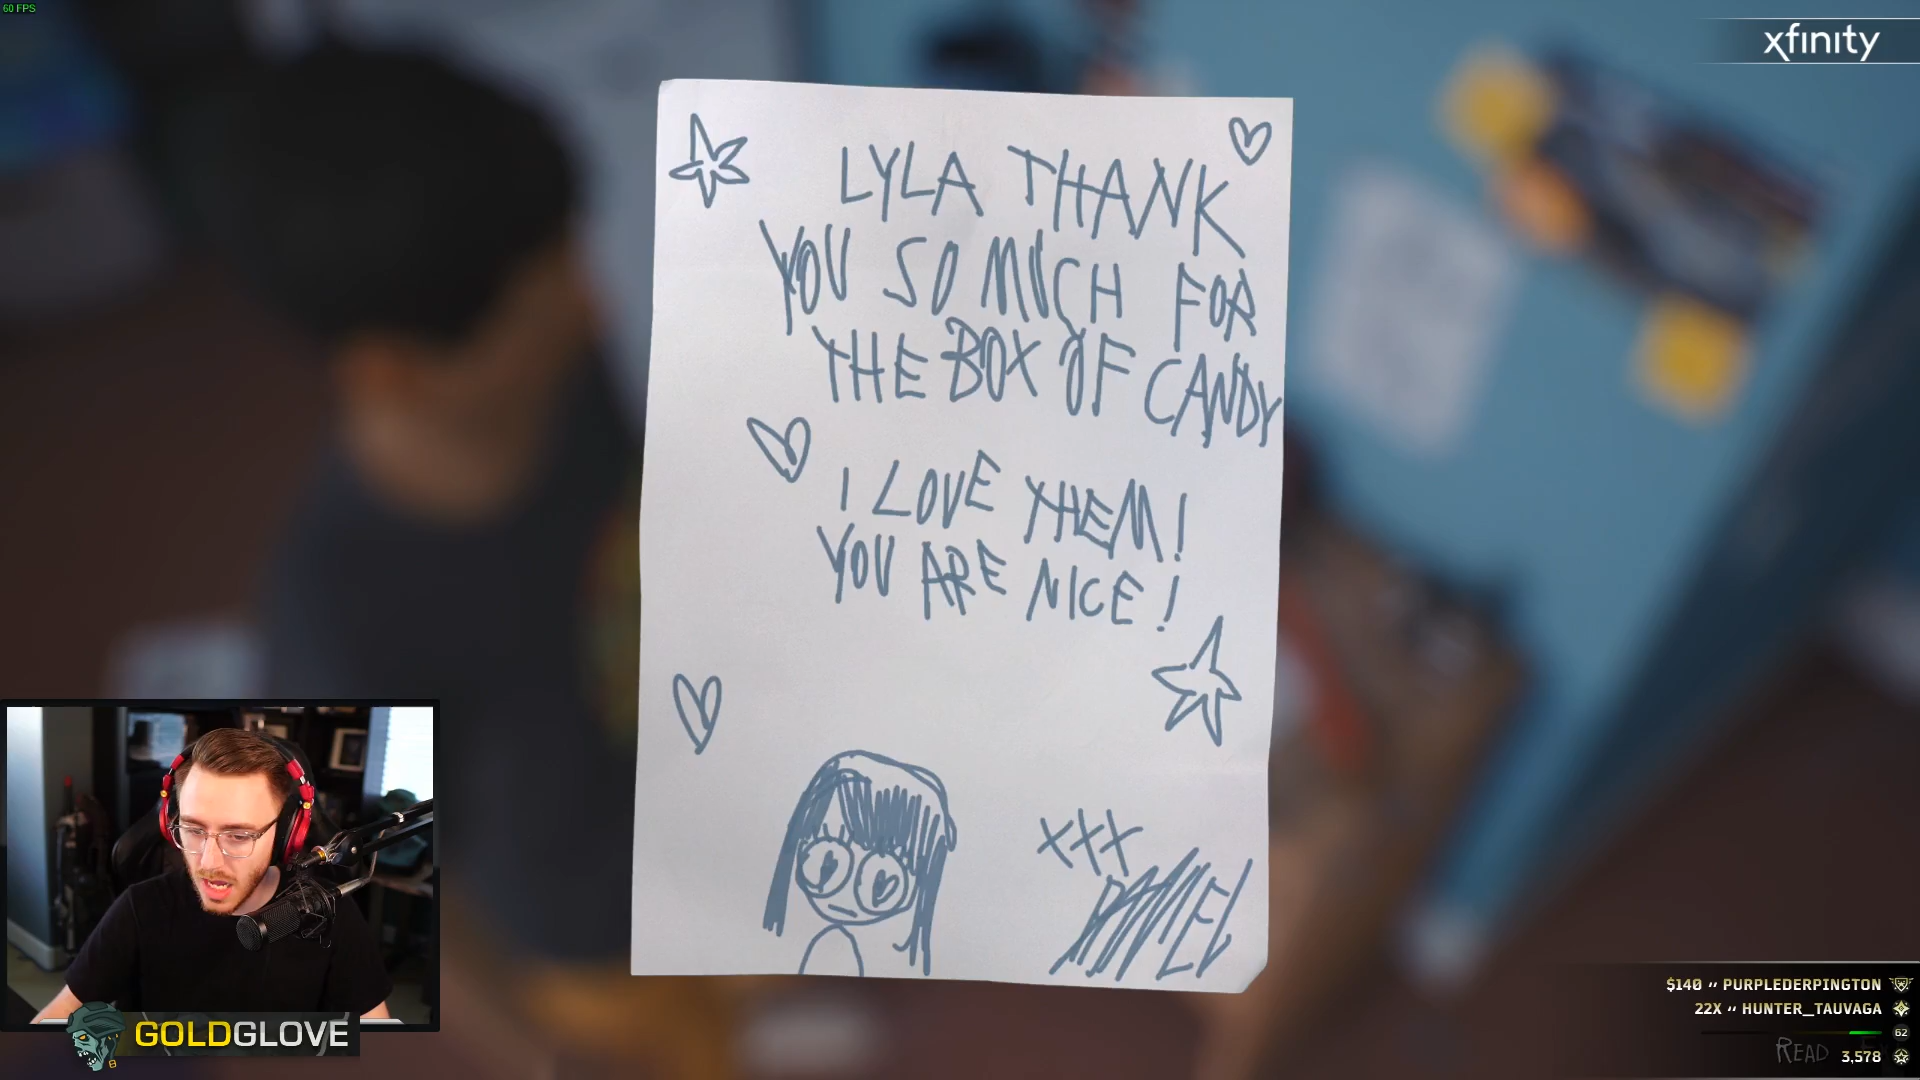 60 FPS
xfinity
LYLA THANK
YOU SO MUCH FOR
THE BOX OF CANDY
I LOVE THEM!
YOU ARE NICE!
XXX
DANIEL
GOLDGLOVE
$140 ·· PURPLEDERPINGTON
22X ·· HUNTER_TAUVAGA
62
READ
3,578